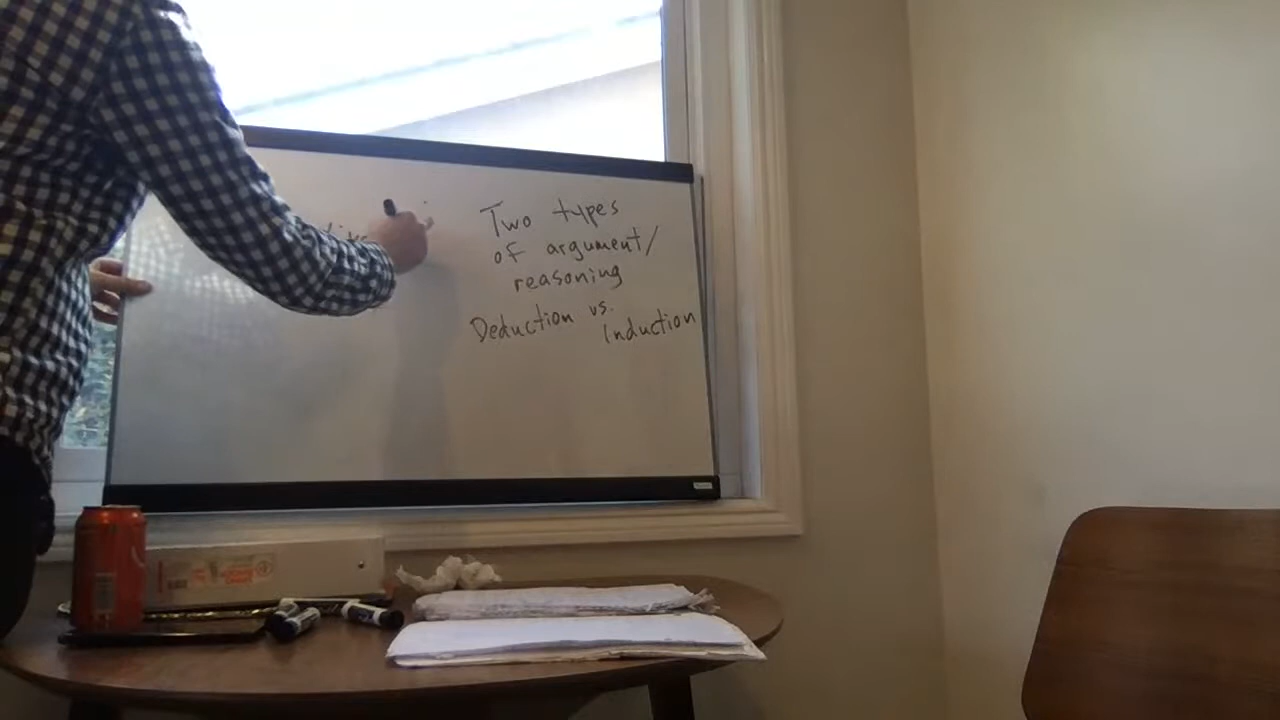 Two types
of argument/
reasoning
Deduction vs.
Induction